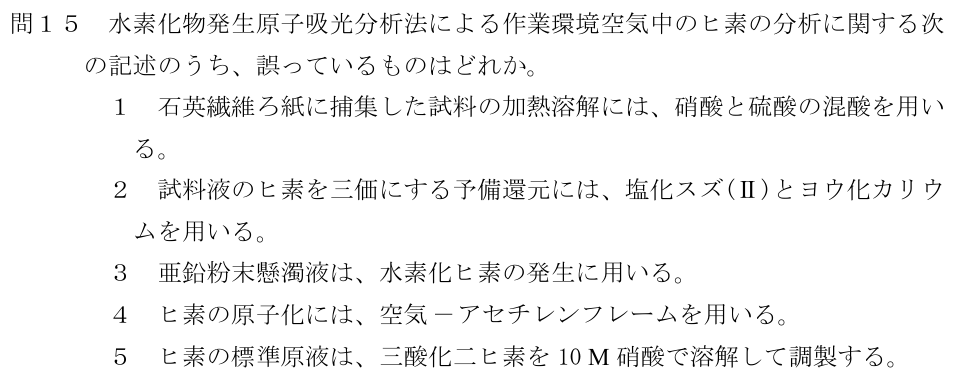 問１５　水素化物発生原子吸光分析法による作業環境空気中のヒ素の分析に関する次
の記述のうち、誤っているものはどれか。
１　石英繊維ろ紙に捕集した試料の加熱溶解には、硝酸と硫酸の混酸を用い
る。
２　試料液のヒ素を三価にする予備還元には、塩化スズ(Ⅱ)とヨウ化カリウ
ムを用いる。
３　亜鉛粉末懸濁液は、水素化ヒ素の発生に用いる。
４　ヒ素の原子化には、空気－アセチレンフレームを用いる。
５　ヒ素の標準原液は、三酸化二ヒ素を 10 M 硝酸で溶解して調製する。